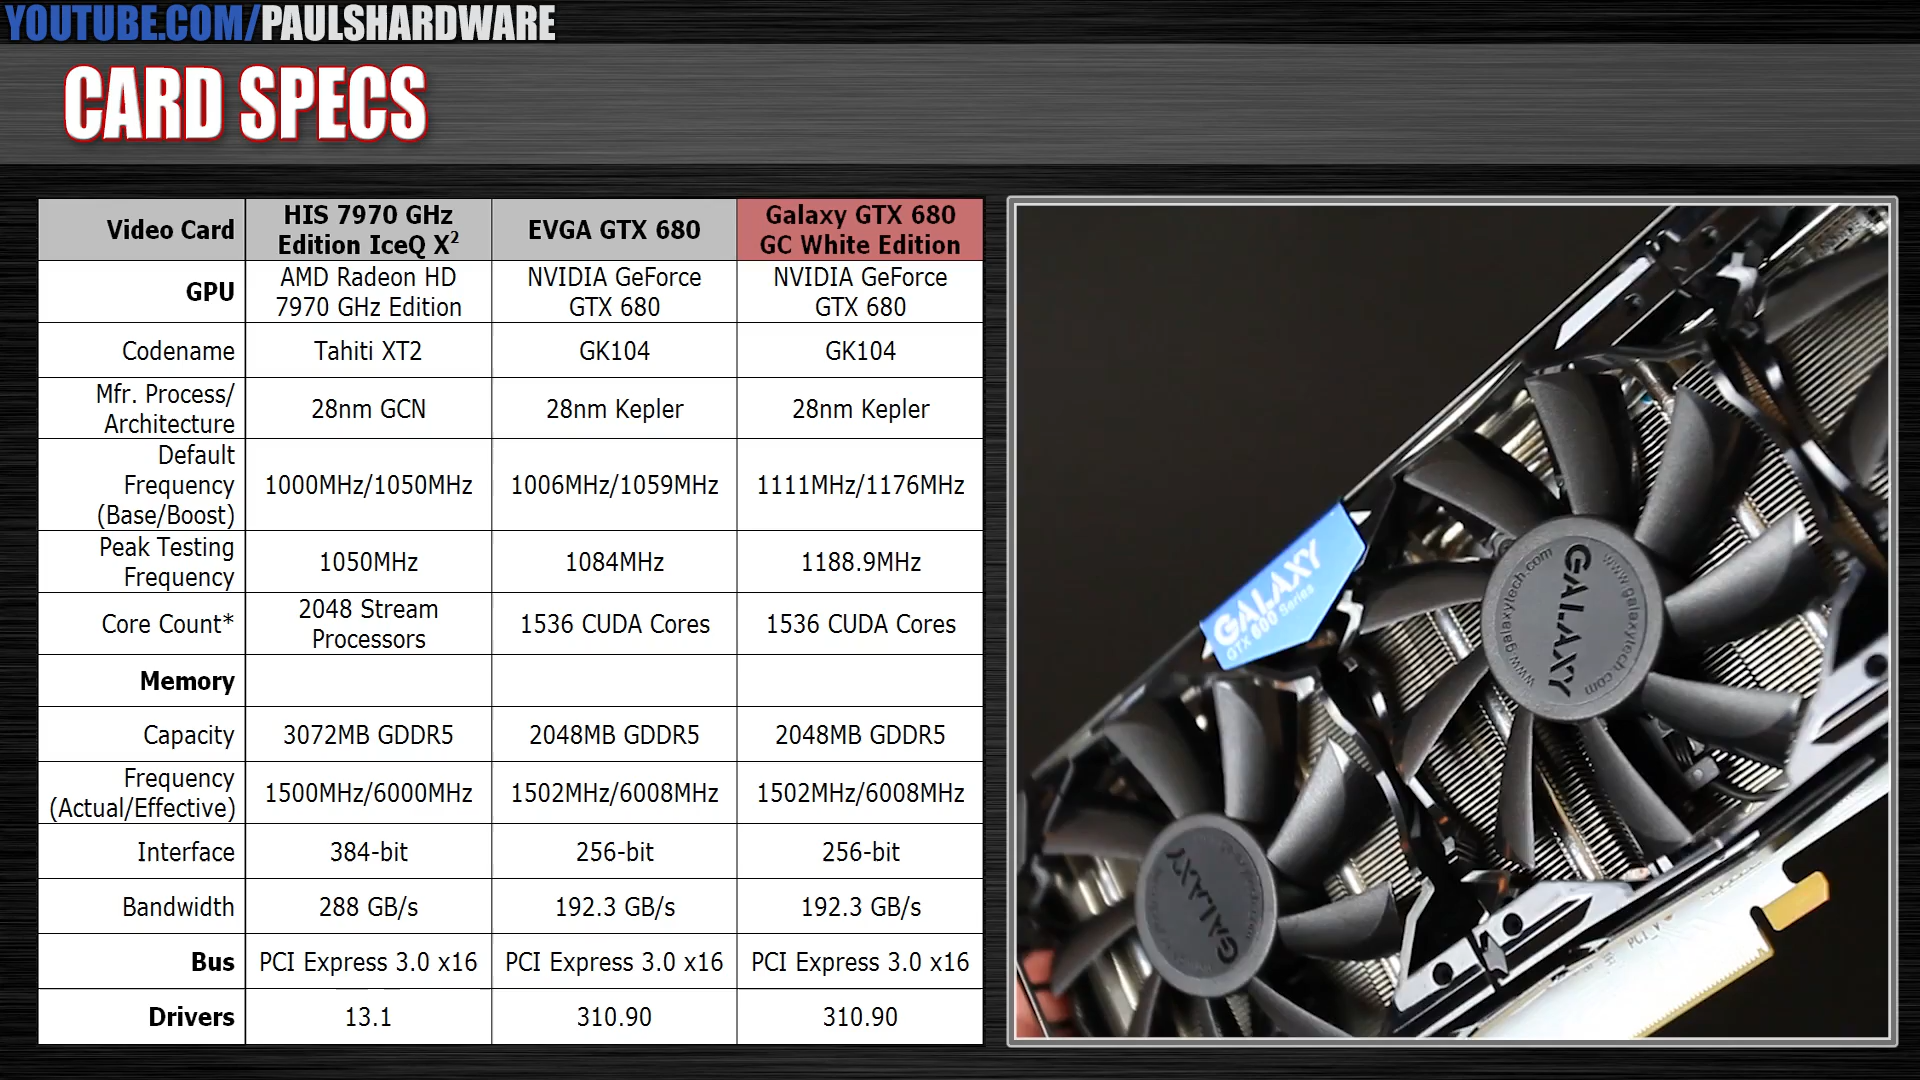 YOUTUBE.COM/PAULSHARDWARE
CARD SPECS
Video Card
HIS 7970 GHz
Edition IceQ X²
EVGA GTX 680
Galaxy GTX 680
GC White Edition
GPU
AMD Radeon HD
7970 GHz Edition
NVIDIA GeForce
GTX 680
NVIDIA GeForce
GTX 680
Codename
Tahiti XT2
GK104
GK104
Mfr. Process/
Architecture
28nm GCN
28nm Kepler
28nm Kepler
Default
Frequency
(Base/Boost)
1000MHz/1050MHz
1006MHz/1059MHz
1111MHz/1176MHz
Peak Testing
Frequency
1050MHz
1084MHz
1188.9MHz
Core Count*
2048 Stream
Processors
1536 CUDA Cores
1536 CUDA Cores
Memory
Capacity
3072MB GDDR5
2048MB GDDR5
2048MB GDDR5
Frequency
(Actual/Effective)
1500MHz/6000MHz
1502MHz/6008MHz
1502MHz/6008MHz
Interface
384-bit
256-bit
256-bit
Bandwidth
288 GB/s
192.3 GB/s
192.3 GB/s
Bus
PCI Express 3.0 x16
PCI Express 3.0 x16
PCI Express 3.0 x16
Drivers
13.1
310.90
310.90
GALAXY
GTX 600 Series
www.galaxytech.com
GALAXY
www.galaxytech.com
GALAXY